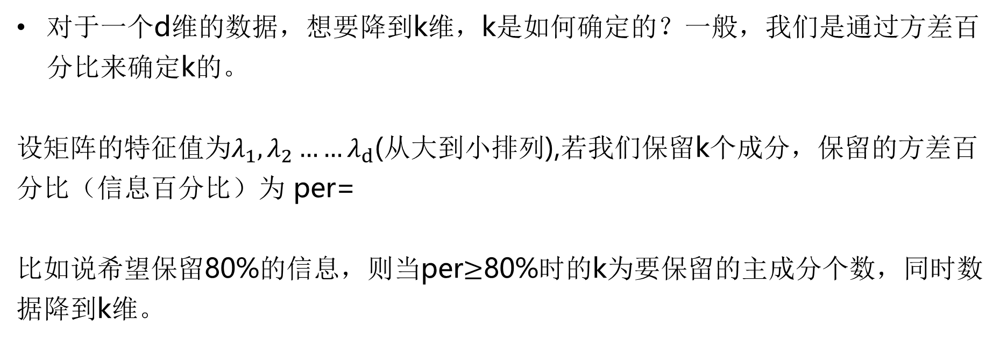 • 对于一个d维的数据，想要降到k维，k是如何确定的？一般，我们是通过方差百
分比来确定k的。
设矩阵的特征值为λ₁, λ₂ … … λ_d(从大到小排列),若我们保留k个成分，保留的方差百
分比（信息百分比）为 per=
比如说希望保留80%的信息，则当per≥80%时的k为要保留的主成分个数，同时数
据降到k维。